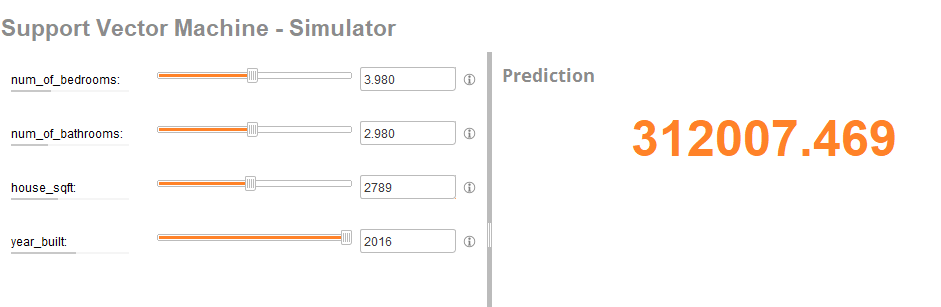 Support Vector Machine - Simulator
num_of_bedrooms: 3.980
num_of_bathrooms: 2.980
house_sqft: 2789
year_built: 2016
Prediction
312007.469